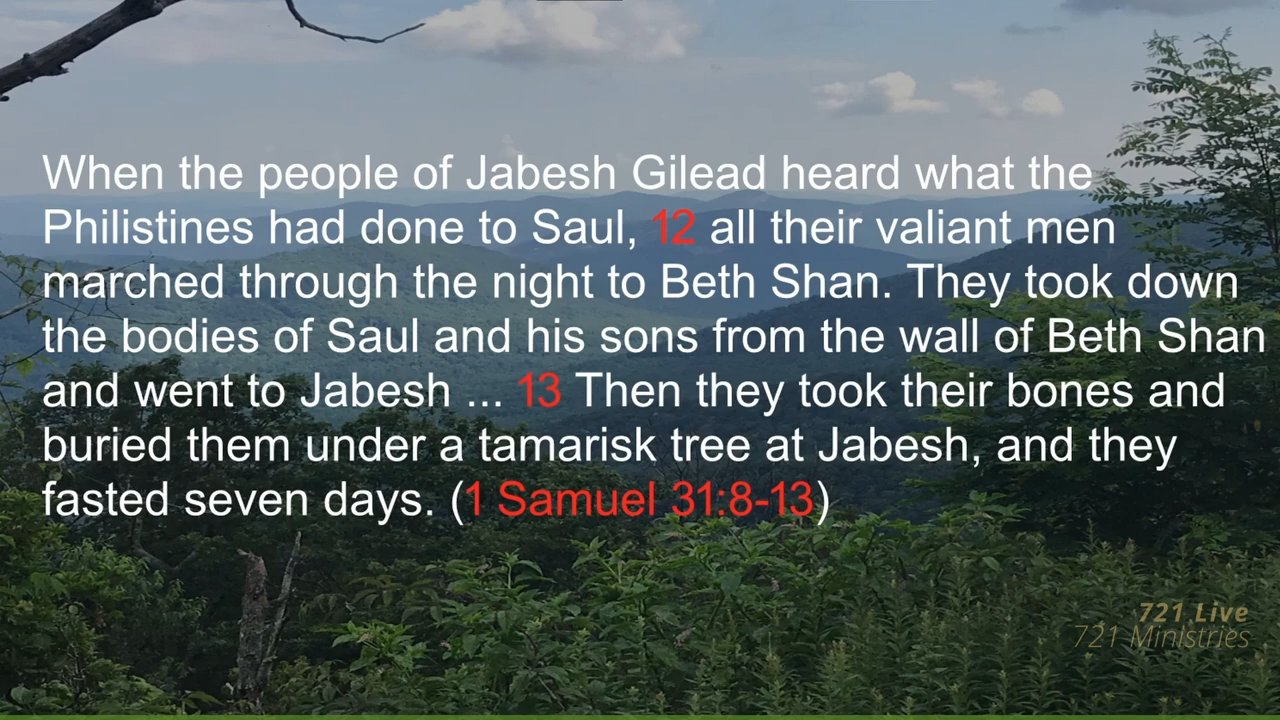 When the people of Jabesh Gilead heard what the
Philistines had done to Saul, 12 all their valiant men
marched through the night to Beth Shan. They took down
the bodies of Saul and his sons from the wall of Beth Shan
and went to Jabesh ... 13 Then they took their bones and
buried them under a tamarisk tree at Jabesh, and they
fasted seven days. (1 Samuel 31:8-13)
721 Live
721 Ministries